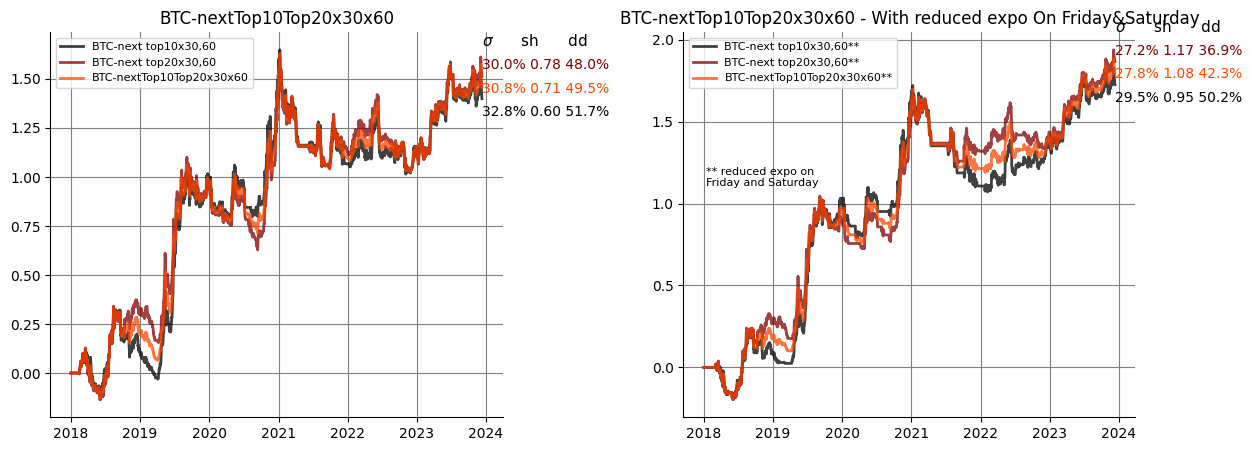 BTC-nextTop10Top20x30x60
BTC-next top10x30,60
BTC-next top20x30,60
BTC-nextTop10Top20x30x60
σ sh dd
30.0% 0.78 48.0%
30.8% 0.71 49.5%
32.8% 0.60 51.7%
1.50
1.25
1.00
0.75
0.50
0.25
0.00
2018 2019 2020 2021 2022 2023 2024
BTC-nextTop10Top20x30x60 - With reduced expo On Friday&Saturday
BTC-next top10x30,60**
BTC-next top20x30,60**
BTC-nextTop10Top20x30x60**
σ sh dd
27.2% 1.17 36.9%
27.8% 1.08 42.3%
29.5% 0.95 50.2%
** reduced expo on
Friday and Saturday
2.0
1.5
1.0
0.5
0.0
2018 2019 2020 2021 2022 2023 2024